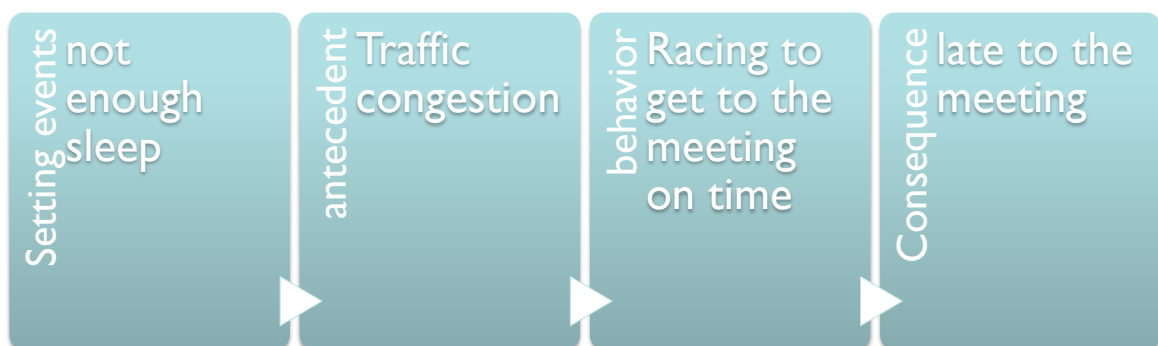 Setting events
not
enough
sleep
antecedent
Traffic
congestion
behavior
Racing to
get to the
meeting
on time
Consequence
late to the
meeting